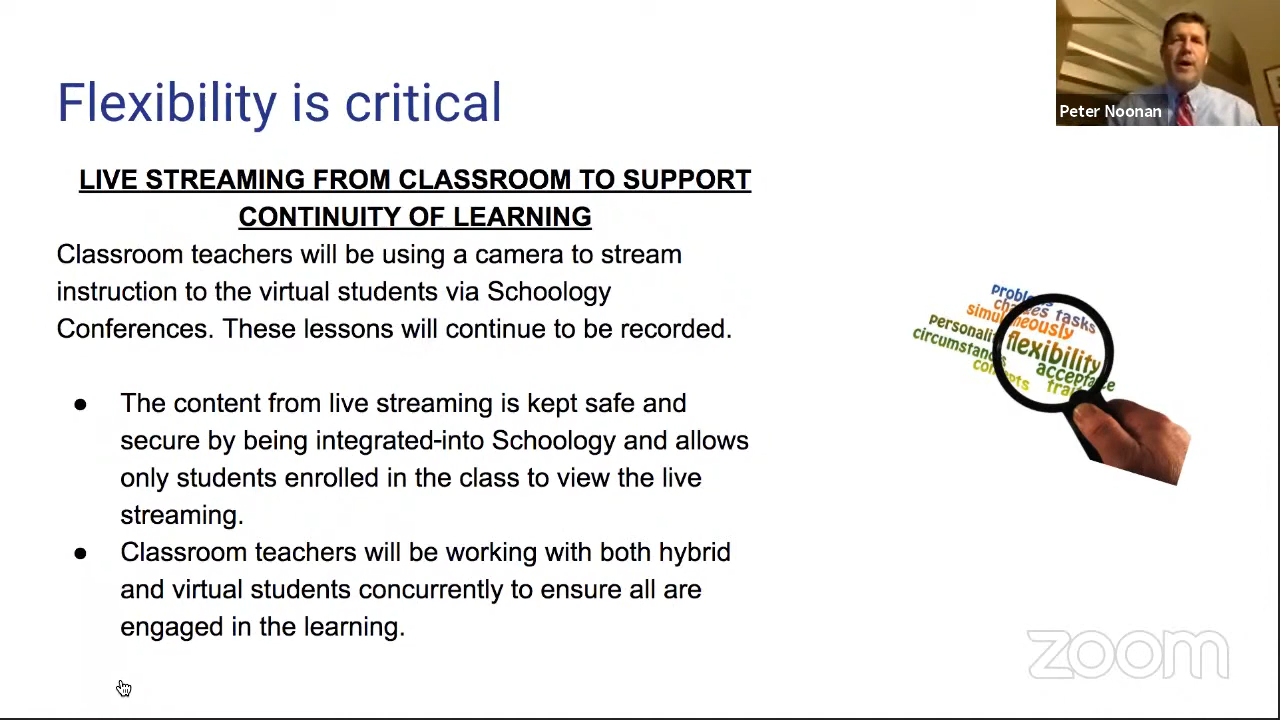 Flexibility is critical
Peter Noonan
LIVE STREAMING FROM CLASSROOM TO SUPPORT
CONTINUITY OF LEARNING
Classroom teachers will be using a camera to stream
instruction to the virtual students via Schoology
Conferences. These lessons will continue to be recorded.
● The content from live streaming is kept safe and
secure by being integrated-into Schoology and allows
only students enrolled in the class to view the live
streaming.
● Classroom teachers will be working with both hybrid
and virtual students concurrently to ensure all are
engaged in the learning.
tasks
flexibility
acceptance
zoom